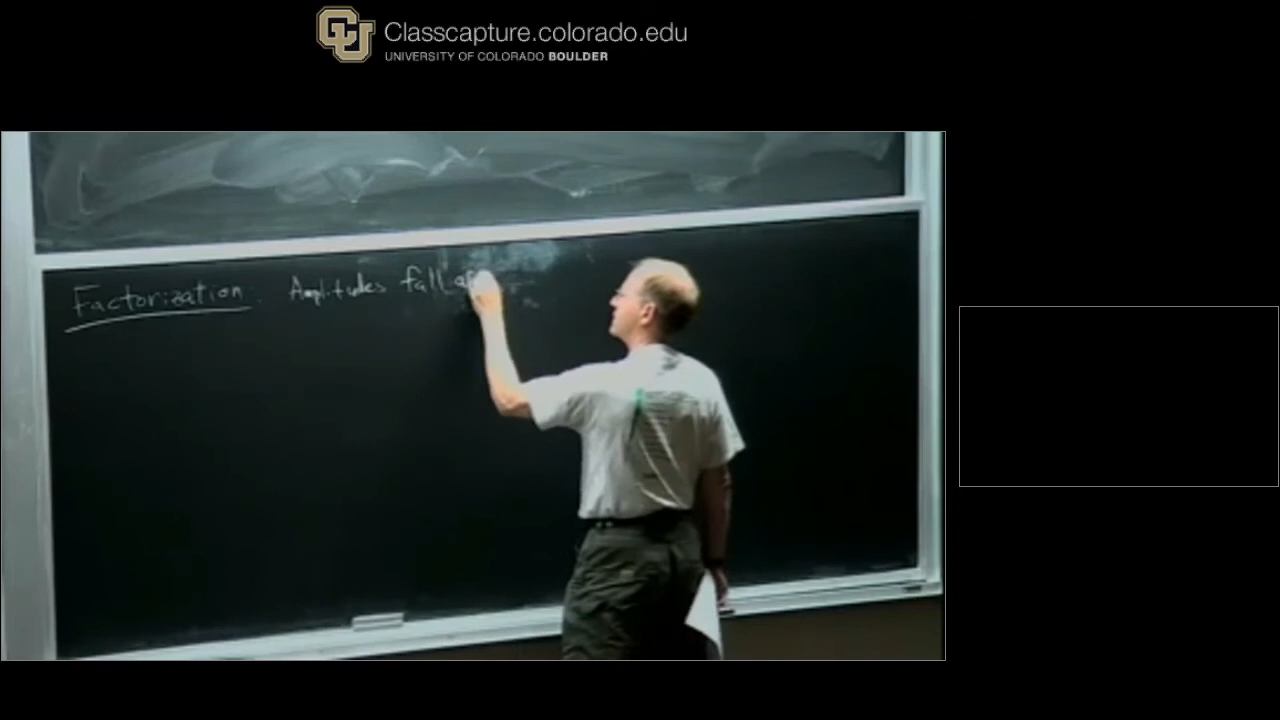 Classcapture.colorado.edu
UNIVERSITY OF COLORADO BOULDER
Factorization: Amplitudes fall